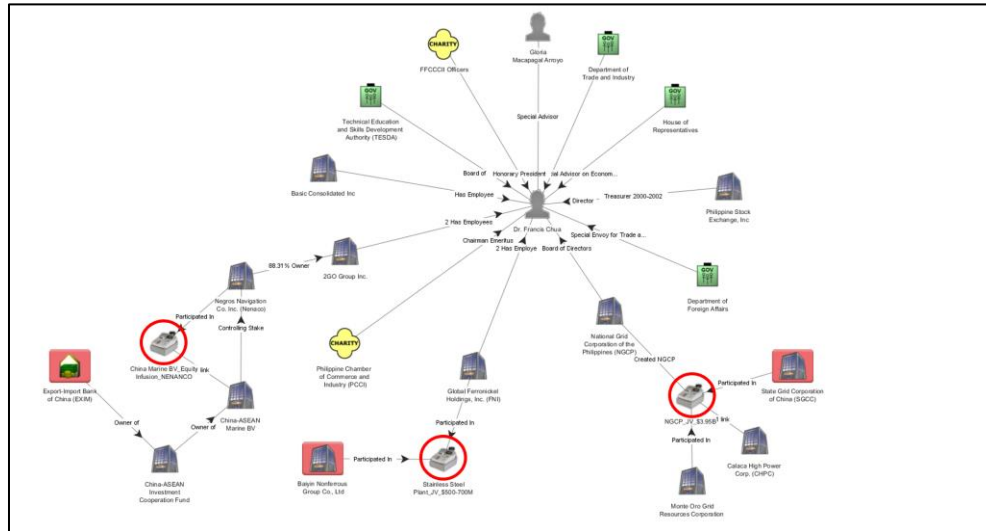 CHARITY
FFCCCII Officers
Gloria
Macapagal Arroyo
GOV
Department of
Trade and Industry
GOV
Technical Education
and Skills Development
Authority (TESDA)
GOV
House of
Representatives
Special Advisor
Board of
Honorary President
ial Advisor on Econom...
Basic Consolidated Inc
Has Employee
Director
Treasurer 2000-2002
Philippine Stock
Exchange, Inc
2 Has Employees
Dr. Francis Chua
Chairman Emeritus
2 Has Employe
Board of Directors
Special Envoy for Trade a...
88.31% Owner
2GO Group Inc.
Negros Navigation
Co. Inc. (Nenaco)
GOV
Department of
Foreign Affairs
Participated In
Controlling Stake
National Grid
Corporation of the
Philippines (NGCP)
China Marine BV_Equity
Infusion_NENANCO
link
CHARITY
Philippine Chamber
of Commerce and
Industry (PCCI)
Global Ferronickel
Holdings, Inc. (FNI)
Created NGCP
Participated In
State Grid Corporation
of China (SGCC)
Export-Import Bank
of China (EXIM)
China-ASEAN
Marine BV
NGCP_JV_$3.95B
link
Owner of
Owner of
Participated In
Participated In
Calaca High Power
Corp. (CHPC)
Participated In
Baiyin Nonferrous
Group Co., Ltd
Stainless Steel
Plant_JV_$500-700M
China-ASEAN
Investment
Cooperation Fund
Monte Oro Grid
Resources Corporation